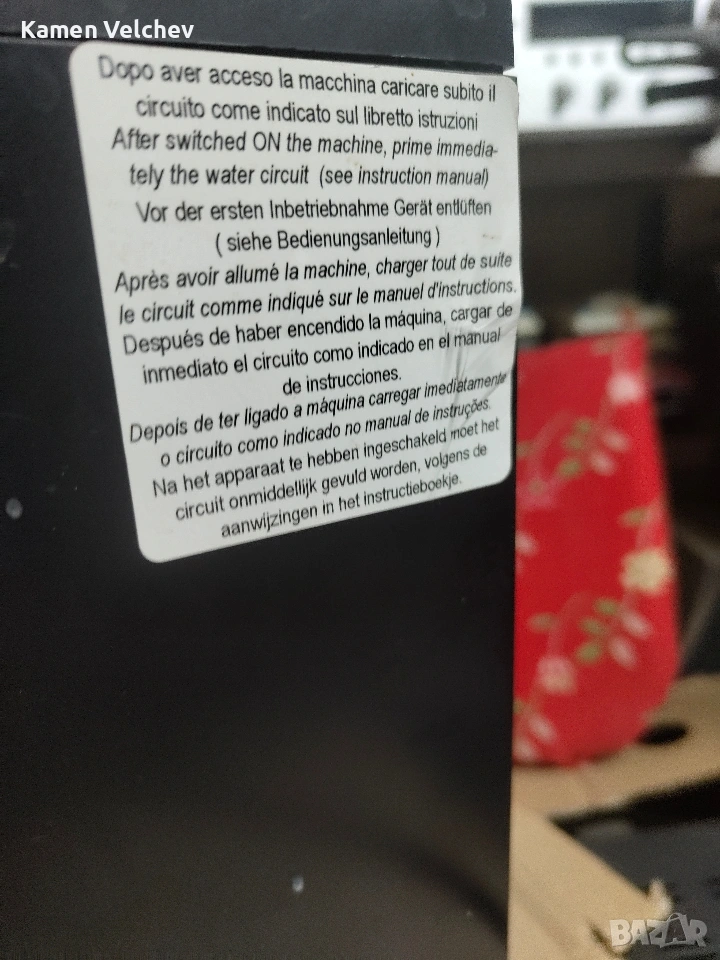 Kamen Velchev
Dopo aver acceso la macchina caricare subito il
circuito come indicato sul libretto istruzioni
After switched ON the machine, prime immedia-
tely the water circuit (see instruction manual)
Vor der ersten Inbetriebnahme Gerät entlüften
( siehe Bedienungsanleitung )
Après avoir allumé la machine, charger tout de suite
le circuit comme indiqué sur le manuel d'instructions.
Después de haber encendido la máquina, cargar de
inmediato el circuito como indicado en el manual
de instrucciones.
Depois de ter ligado a máquina carregar imediatamente
o circuito como indicado no manual de instruções.
Na het apparaat te hebben ingeschakeld moet het
circuit onmiddellijk gevuld worden, volgens de
aanwijzingen in het instructieboekje.
BAZAR